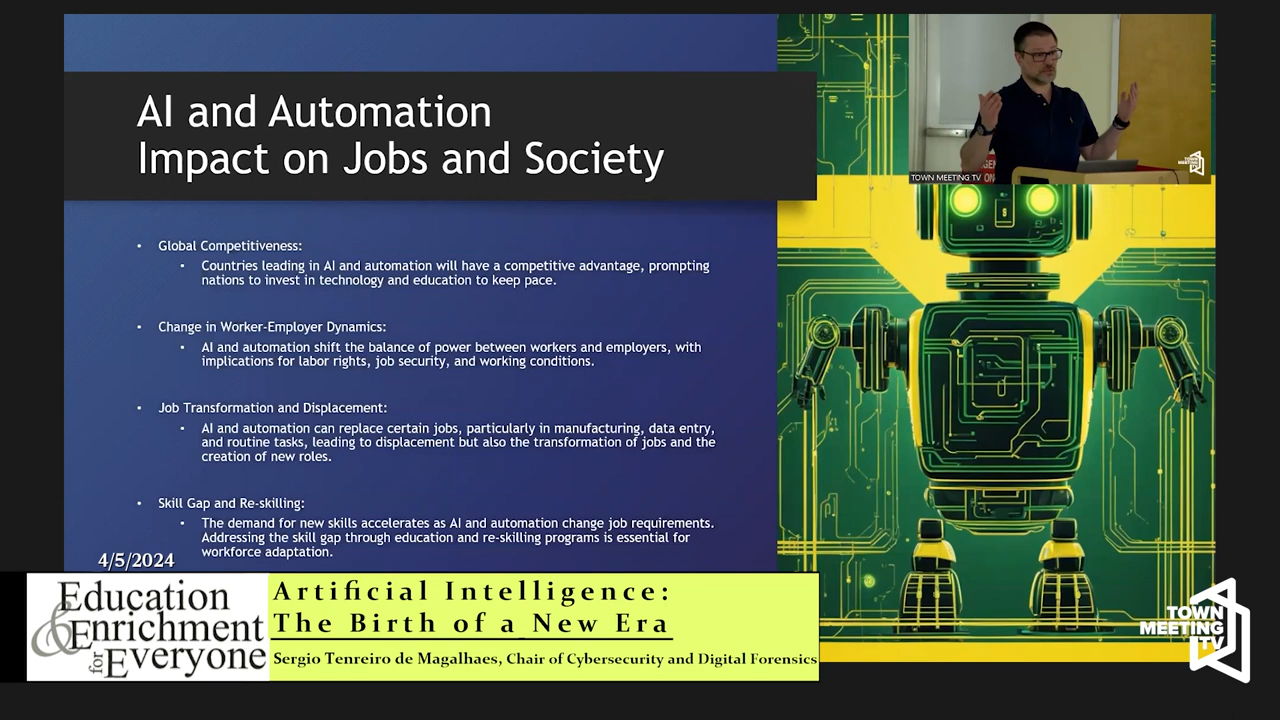 AI and Automation
Impact on Jobs and Society
• Global Competitiveness:
• Countries leading in AI and automation will have a competitive advantage, prompting
nations to invest in technology and education to keep pace.
• Change in Worker-Employer Dynamics:
• AI and automation shift the balance of power between workers and employers, with
implications for labor rights, job security, and working conditions.
• Job Transformation and Displacement:
• AI and automation can replace certain jobs, particularly in manufacturing, data entry,
and routine tasks, leading to displacement but also the transformation of jobs and the
creation of new roles.
• Skill Gap and Re-skilling:
• The demand for new skills accelerates as AI and automation change job requirements.
Addressing the skill gap through education and re-skilling programs is essential for
workforce adaptation.
4/5/2024
Education
& Enrichment
for Everyone
Artificial Intelligence:
The Birth of a New Era
Sergio Tenreiro de Magalhaes, Chair of Cybersecurity and Digital Forensics
TOWN MEETING TV
TOWN
MEETING
TV
9
TOWN
MEETING
TV